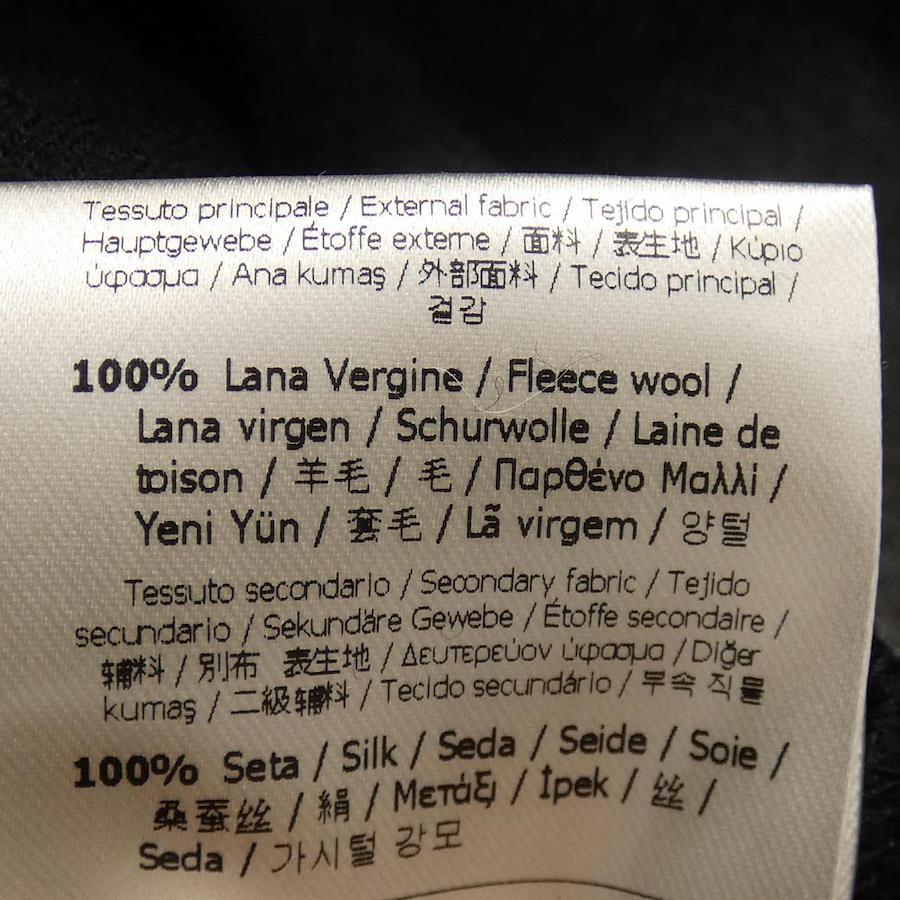 Tessuto principale / External fabric / Tejido principal /
Hauptgewebe / Étoffe externe / 面料 / 表生地 / Κύριο
ύφασμα / Ana kumaş / 外部面料 / Tecido principal /
겉감
100% Lana Vergine / Fleece wool /
Lana virgen / Schurwolle / Laine de
toison / 羊毛 / 毛 / Παρθένο Μαλλί /
Yeni Yün / 套毛 / Lã virgem / 양털
Tessuto secondario / Secondary fabric / Tejido
secundario / Sekundäre Gewebe / Étoffe secondaire /
辅料 / 別布 表生地 / Δευτερεύον ύφασμα / Diğer
kumaş / 二級辅料 / Tecido secundário / 부속 직물
100% Seta / Silk / Seda / Seide / Soie /
桑蚕丝 / 絹 / Μετάξι / İpek / 丝 /
Seda / 가시털 강모